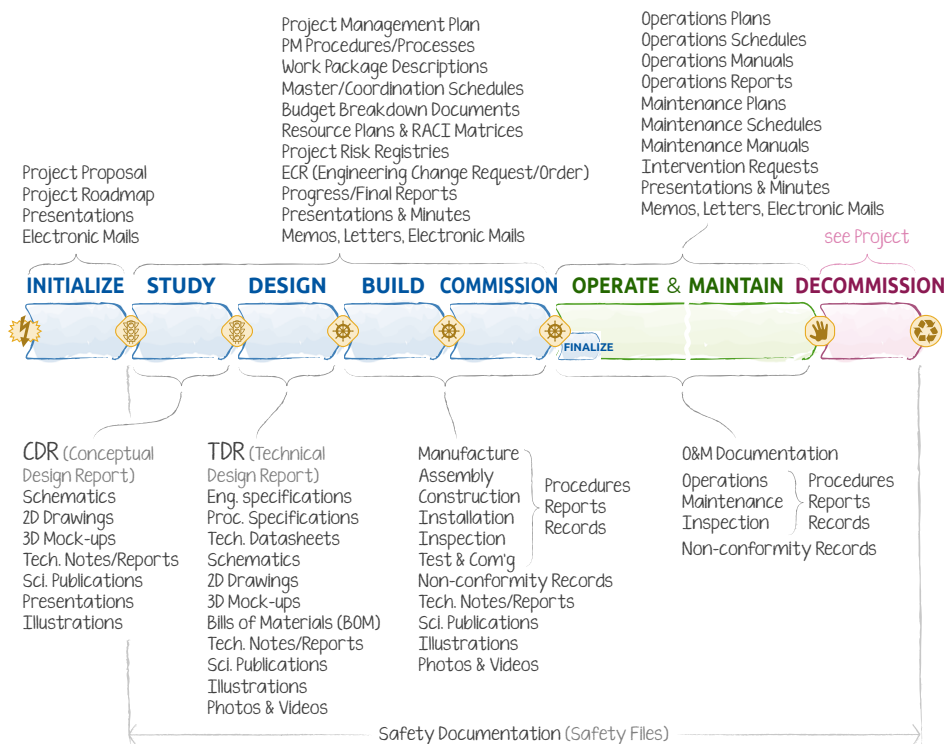 Project Proposal
Project Roadmap
Presentations
Electronic Mails
Project Management Plan
PM Procedures/Processes
Work Package Descriptions
Master/Coordination Schedules
Budget Breakdown Documents
Resource Plans & RACI Matrices
Project Risk Registries
ECR (Engineering Change Request/Order)
Progress/Final Reports
Presentations & Minutes
Memos, Letters, Electronic Mails
Operations Plans
Operations Schedules
Operations Manuals
Operations Reports
Maintenance Plans
Maintenance Schedules
Maintenance Manuals
Intervention Requests
Presentations & Minutes
Memos, Letters, Electronic Mails
see Project
INITIALIZE
STUDY
DESIGN
BUILD
COMMISSION
OPERATE & MAINTAIN
DECOMMISSION
FINALIZE
CDR (Conceptual
Design Report)
Schematics
2D Drawings
3D Mock-ups
Tech. Notes/Reports
Sci. Publications
Presentations
Illustrations
TDR (Technical
Design Report)
Eng. specifications
Proc. Specifications
Tech. Datasheets
Schematics
2D Drawings
3D Mock-ups
Bills of Materials (BOM)
Tech. Notes/Reports
Sci. Publications
Illustrations
Photos & Videos
Manufacture
Assembly
Construction
Installation
Inspection
Test & Com'g
Procedures
Reports
Records
Non-conformity Records
Tech. Notes/Reports
Sci. Publications
Illustrations
Photos & Videos
O&M Documentation
Operations
Maintenance
Inspection
Procedures
Reports
Records
Non-conformity Records
Safety Documentation (Safety Files)